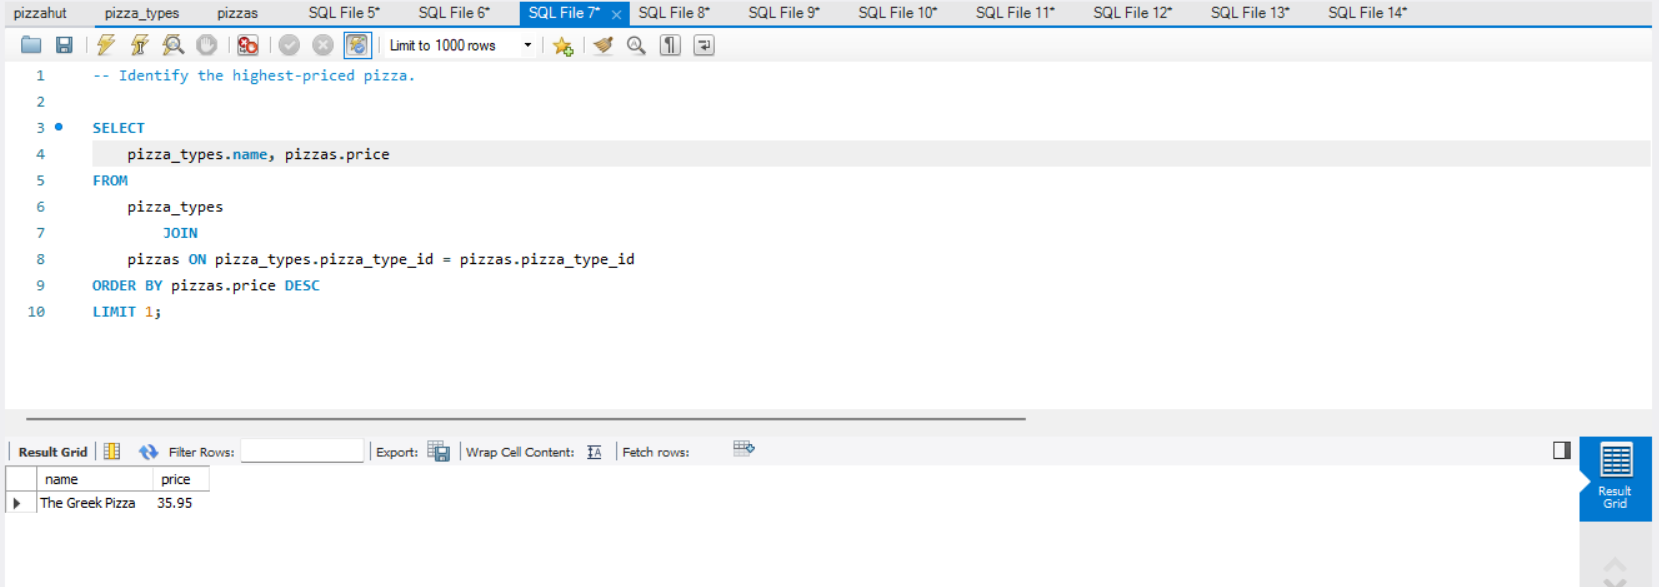 pizzahut pizza_types pizzas SQL File 5* SQL File 6* SQL File 7* SQL File 8* SQL File 9* SQL File 10* SQL File 11* SQL File 12* SQL File 13* SQL File 14*
Limit to 1000 rows
1 -- Identify the highest-priced pizza.
2
3 SELECT
4 pizza_types.name, pizzas.price
5 FROM
6 pizza_types
7 JOIN
8 pizzas ON pizza_types.pizza_type_id = pizzas.pizza_type_id
9 ORDER BY pizzas.price DESC
10 LIMIT 1;
Result Grid Filter Rows: Export: Wrap Cell Content: Fetch rows:
name price
The Greek Pizza 35.95
Result
Grid